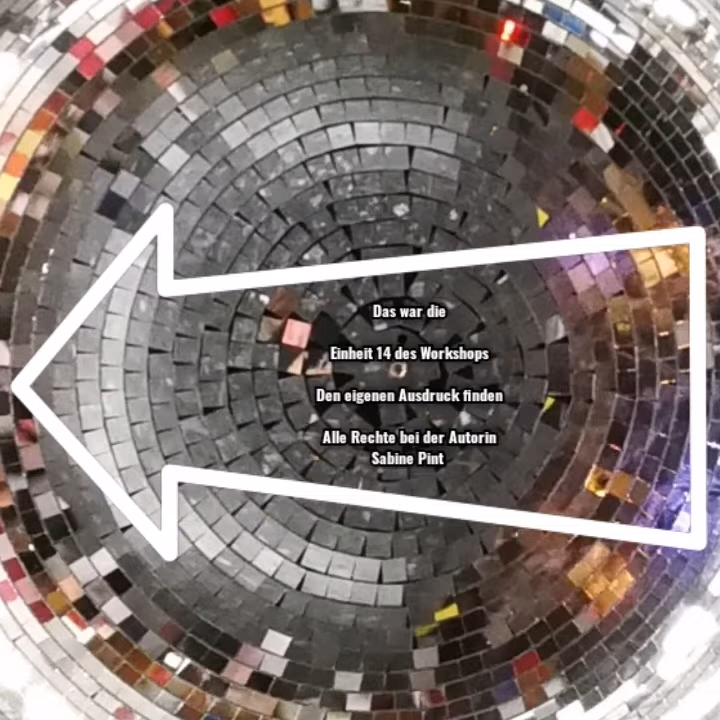 Das war die
Einheit 14 des Workshops
Den eigenen Ausdruck finden
Alle Rechte bei der Autorin
Sabine Pint